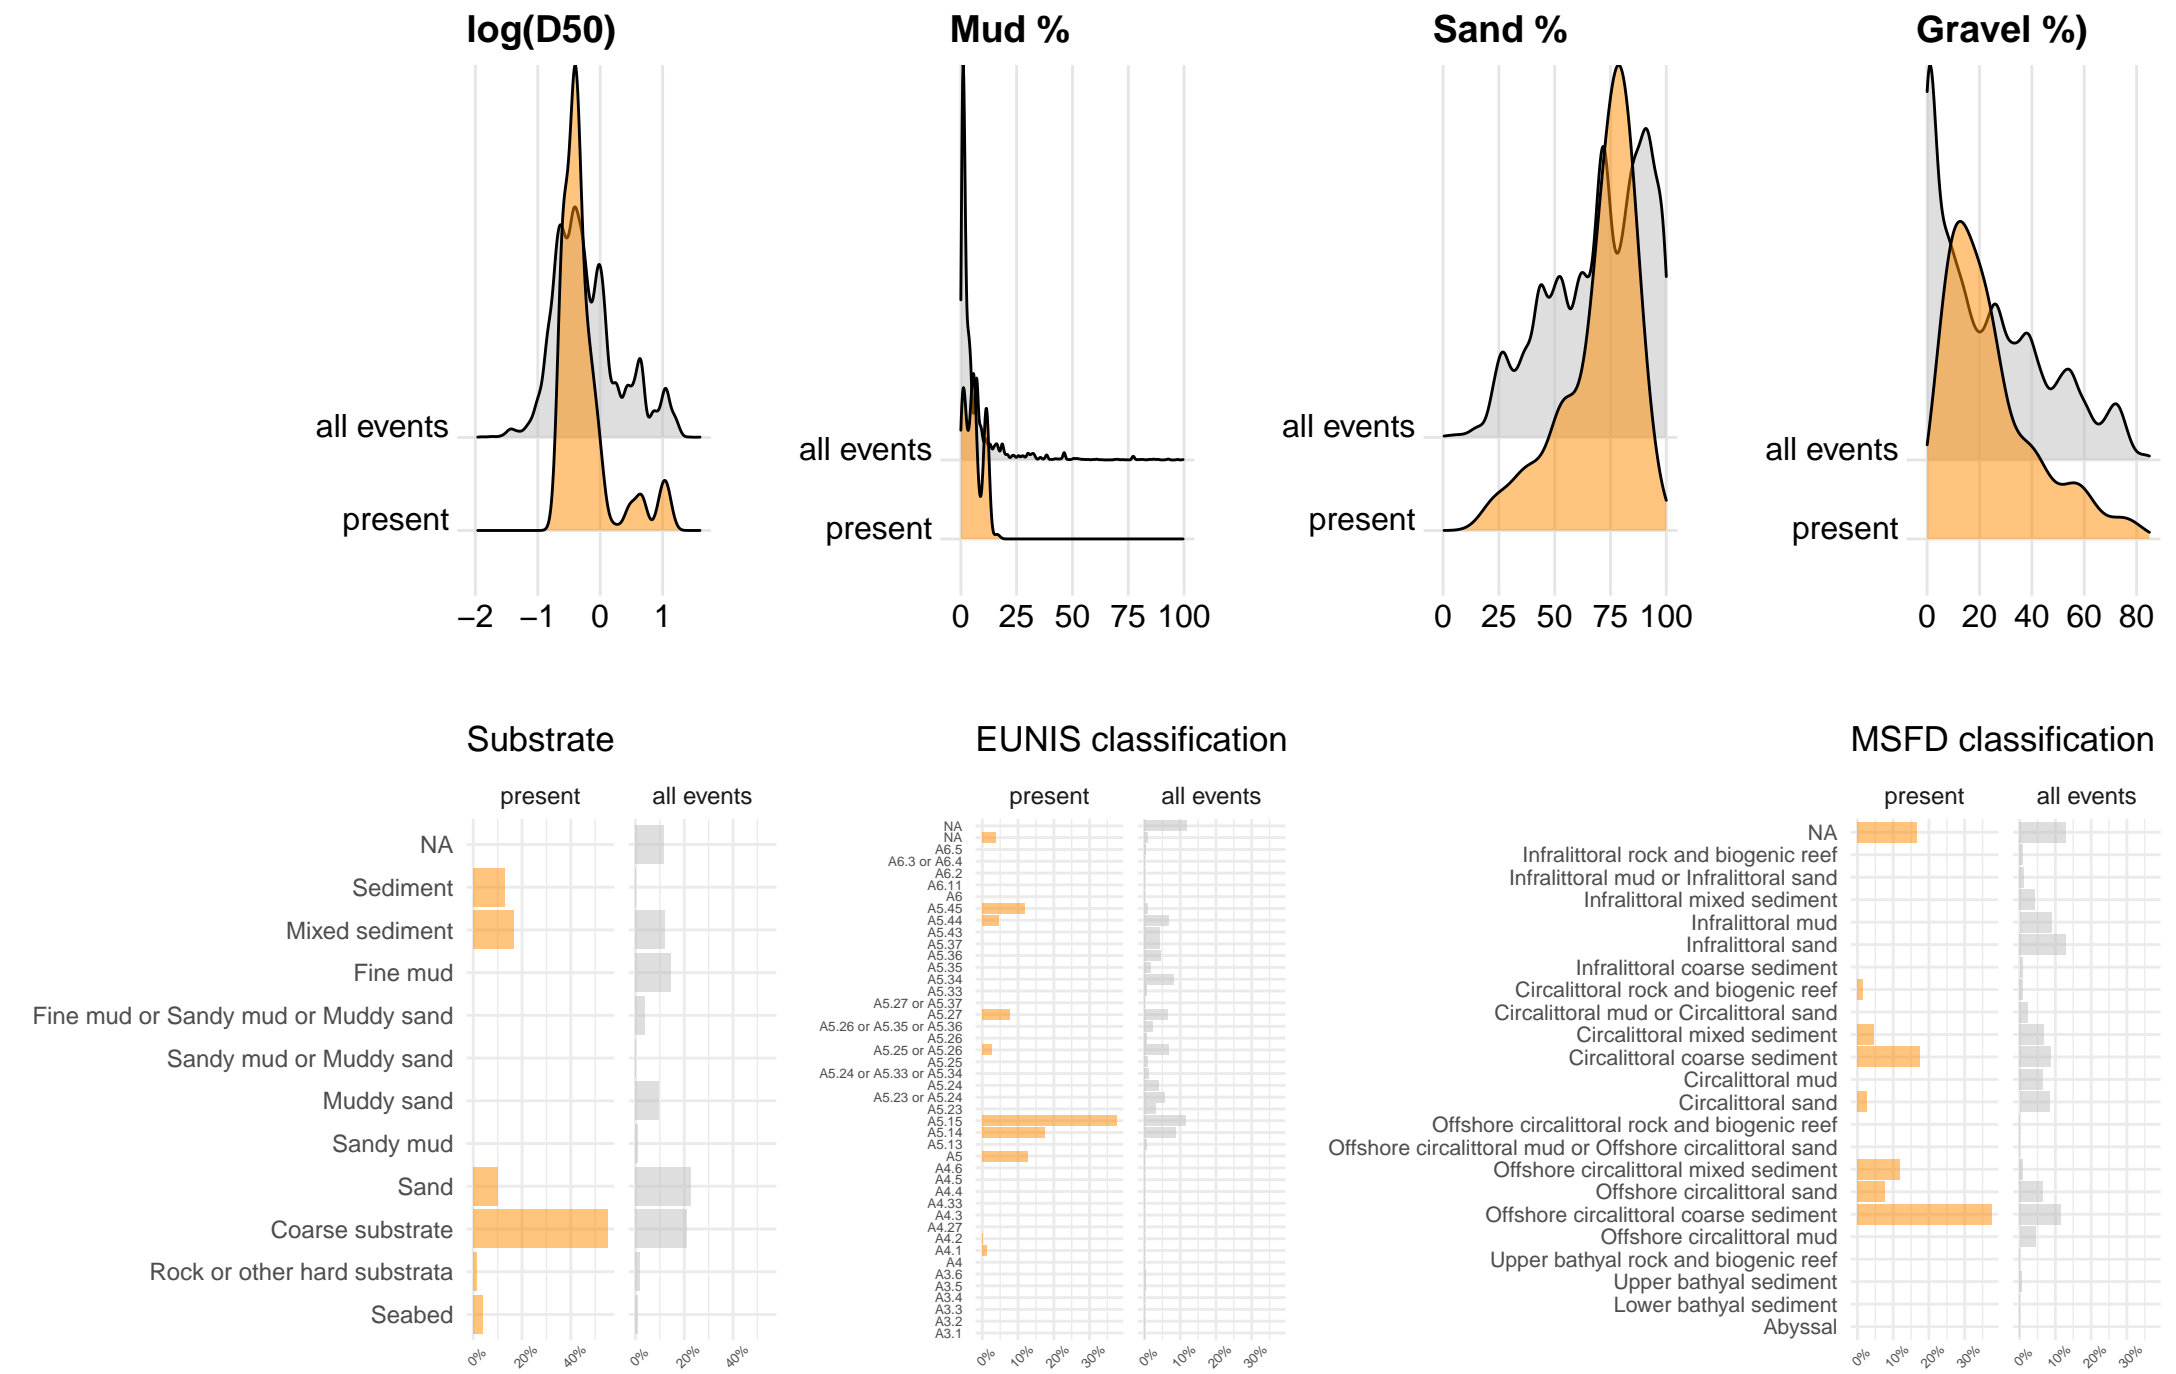 log(D50)
Mud %
Sand %
Gravel %)
all events
present
−2 −1 0 1
all events
present
0 25 50 75 100
all events
present
0 25 50 75 100
all events
present
0 20 40 60 80
Substrate
present all events
NA
Sediment
Mixed sediment
Fine mud
Fine mud or Sandy mud or Muddy sand
Sandy mud or Muddy sand
Muddy sand
Sandy mud
Sand
Coarse substrate
Rock or other hard substrata
Seabed
0% 20% 40% 0% 20% 40%
EUNIS classification
present all events
NA
NA
A6.5
A6.3 or A6.4
A6.2
A6.11
A6
A5.45
A5.44
A5.43
A5.37
A5.36
A5.35
A5.34
A5.33
A5.27 or A5.37
A5.27
A5.26 or A5.35 or A5.36
A5.26
A5.25 or A5.26
A5.25
A5.24 or A5.33 or A5.34
A5.24
A5.23 or A5.24
A5.23
A5.15
A5.14
A5.13
A5
A4.6
A4.5
A4.4
A4.33
A4.3
A4.27
A4.2
A4.1
A4
A3.6
A3.5
A3.4
A3.3
A3.2
A3.1
0% 10% 20% 30% 0% 10% 20% 30%
MSFD classification
present all events
NA
Infralittoral rock and biogenic reef
Infralittoral mud or Infralittoral sand
Infralittoral mixed sediment
Infralittoral mud
Infralittoral sand
Infralittoral coarse sediment
Circalittoral rock and biogenic reef
Circalittoral mud or Circalittoral sand
Circalittoral mixed sediment
Circalittoral coarse sediment
Circalittoral mud
Circalittoral sand
Offshore circalittoral rock and biogenic reef
Offshore circalittoral mud or Offshore circalittoral sand
Offshore circalittoral mixed sediment
Offshore circalittoral sand
Offshore circalittoral coarse sediment
Offshore circalittoral mud
Upper bathyal rock and biogenic reef
Upper bathyal sediment
Lower bathyal sediment
Abyssal
0% 10% 20% 30% 0% 10% 20% 30%